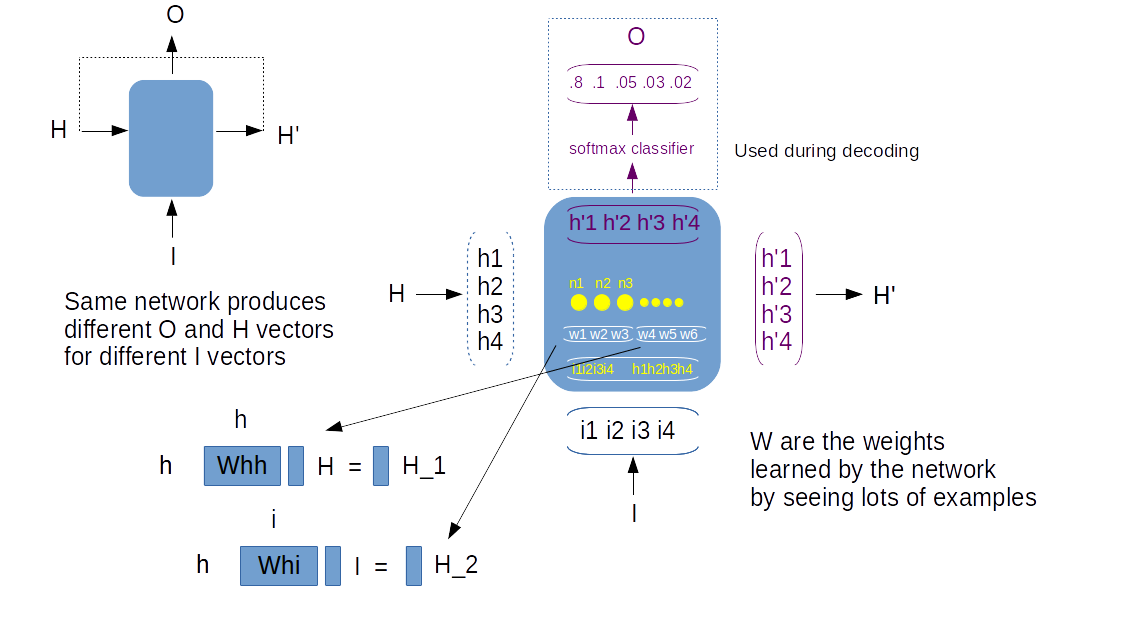 O
H
H'
I
Same network produces
different O and H vectors
for different I vectors
O
.8 .1 .05 .03 .02
softmax classifier
Used during decoding
h'1 h'2 h'3 h'4
n1 n2 n3
w1 w2 w3 w4 w5 w6
i1i2i3i4 h1h2h3h4
H
h1
h2
h3
h4
h'1
h'2
h'3
h'4
H'
i1 i2 i3 i4
I
h
h Whh H = H_1
i
h Whi I = H_2
W are the weights
learned by the network
by seeing lots of examples